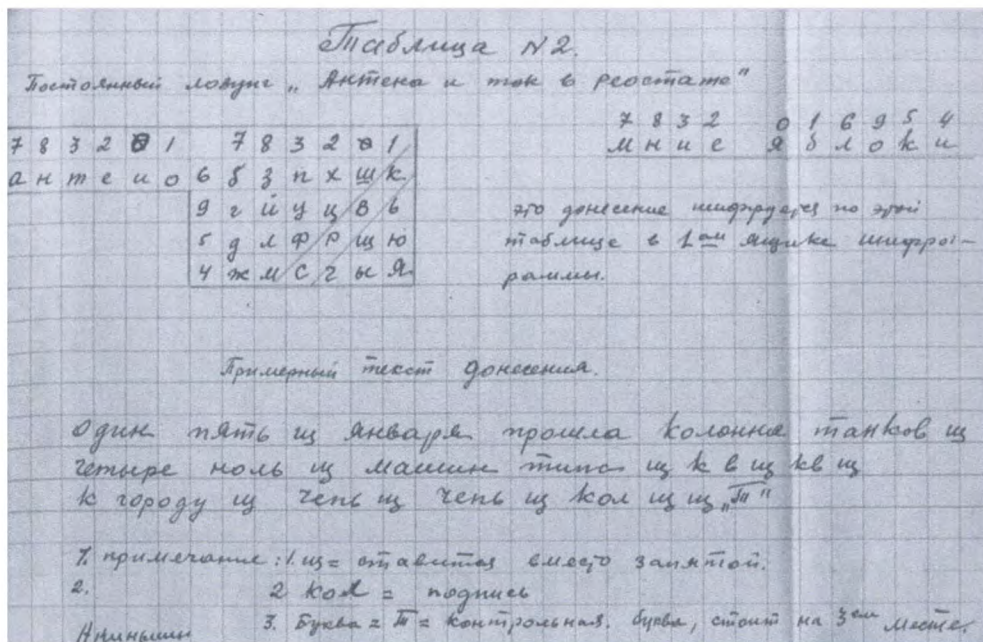 Таблица N2.
Постоянный лозунг „Антена и ток в реостате"
7 8 3 2 0 1 7 8 3 2 0 1
а н т е и о 6 б з п х ш к
9 г й у ц в ь
5 д л ф р щ ю
4 ж м с ч ы я
7 8 3 2 0 1 6 9 5 4
м н и е я б л о к и
это донесение шифруется по этой
таблице в 1ом ящике шифро-
граммы.
Примерный текст донесения.
один пять щ января прошла колонна танков щ
четыре ноль щ машин типа щ к в щ кв щ
к городу щ чепь щ чепь щ кол щ щ „Т"
1. примечание: 1. щ = ставится вместо запятой.
2. 2 кол = подпись
3. Буква = Т = контрольная. буква, стоит на 3ем месте.